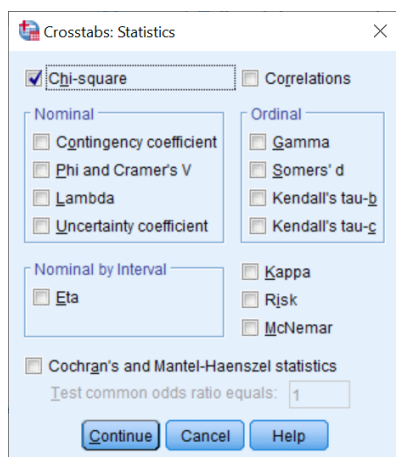 Crosstabs: Statistics
Chi-square
Correlations
Nominal
Contingency coefficient
Phi and Cramer's V
Lambda
Uncertainty coefficient
Ordinal
Gamma
Somers' d
Kendall's tau-b
Kendall's tau-c
Nominal by Interval
Eta
Kappa
Risk
McNemar
Cochran's and Mantel-Haenszel statistics
Test common odds ratio equals: 1
Continue Cancel Help